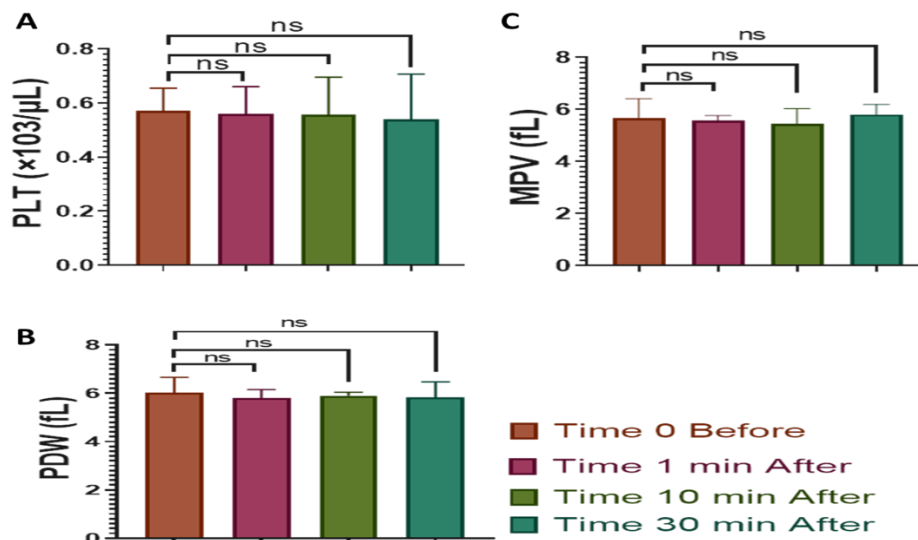 A
ns
ns
ns
0.8
0.6
0.4
0.2
0.0
PLT (×103/µL)
C
ns
ns
ns
8
6
4
2
0
MPV (fL)
B
ns
ns
ns
8
6
4
2
0
PDW (fL)
Time 0 Before
Time 1 min After
Time 10 min After
Time 30 min After